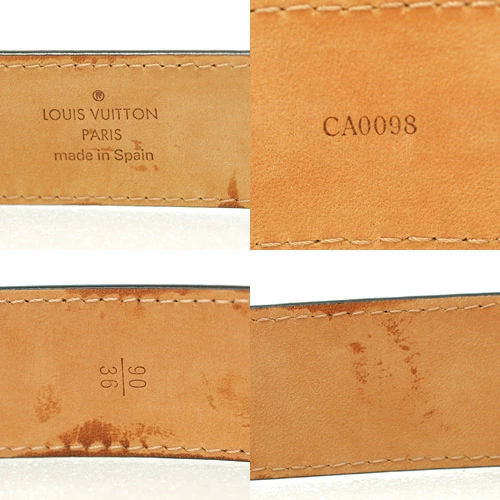 ®
LOUIS VUITTON
PARIS
made in Spain
CA0098
90
36